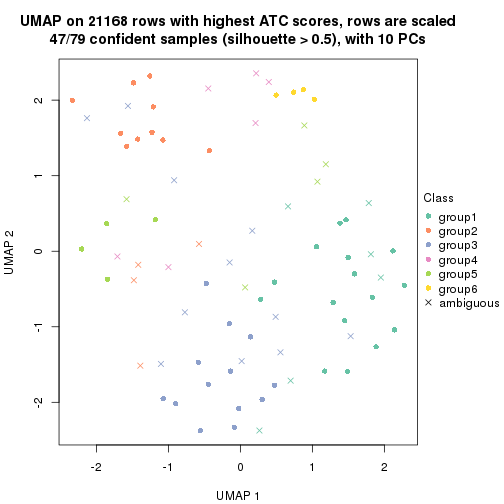 UMAP on 21168 rows with highest ATC scores, rows are scaled
47/79 confident samples (silhouette > 0.5), with 10 PCs
2
1
0
-1
-2
UMAP 2
-2
-1
0
1
2
UMAP 1
Class
group1
group2
group3
group4
group5
group6
ambiguous